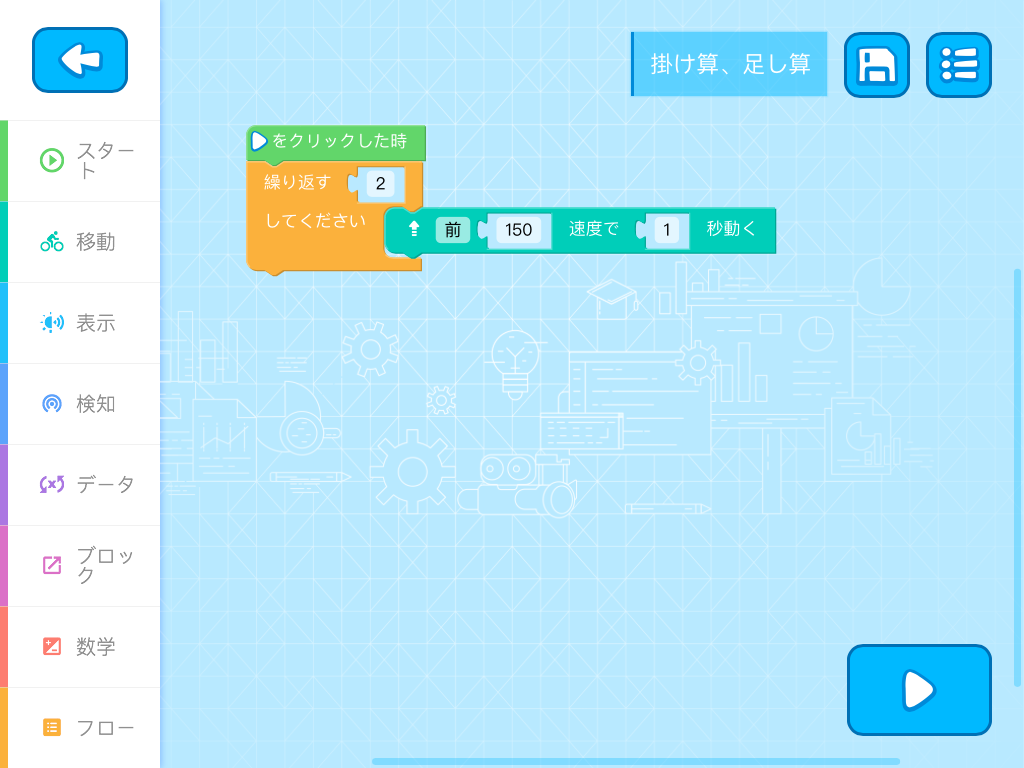 掛け算、足し算
スター
ト
移動
表示
検知
データ
ブロッ
ク
数学
フロー
をクリックした時
繰り返す 2
してください 前 150 速度で 1 秒動く